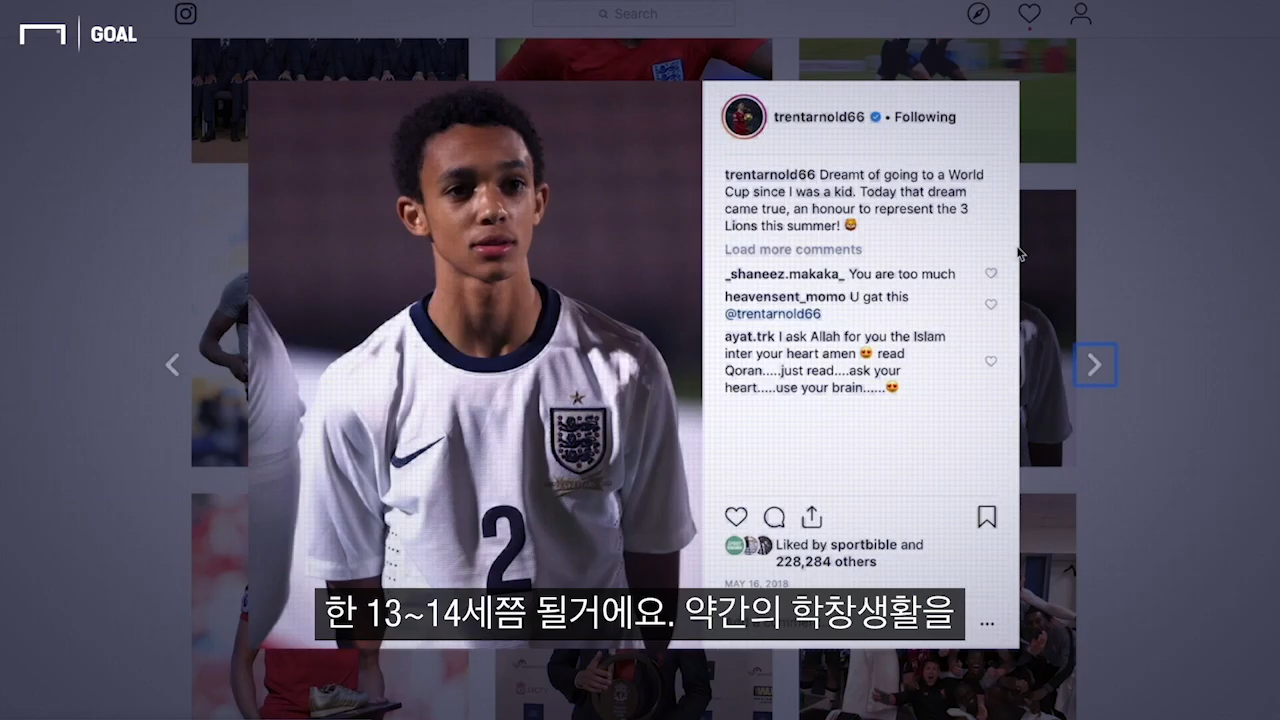 GOAL
Search
trentarnold66 • Following
trentarnold66 Dreamt of going to a World
Cup since I was a kid. Today that dream
came true, an honour to represent the 3
Lions this summer! 🦁
Load more comments
_shaneez.makaka_ You are too much
heavensent_momo U gat this
@trentarnold66
ayat.trk I ask Allah for you the Islam
inter your heart amen 😍 read
Qoran.....just read....ask your
heart.....use your brain......😍
2
Liked by sportbible and
228,284 others
MAY 16, 2018
한 13~14세쯤 될거에요. 약간의 학창생활을